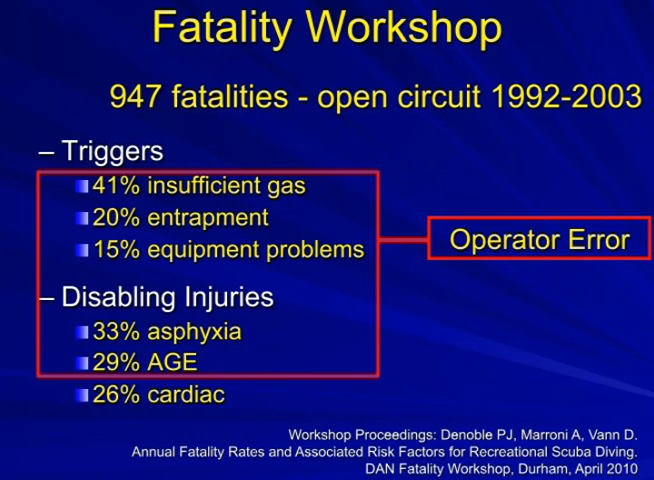 Fatality Workshop
947 fatalities - open circuit 1992-2003
– Triggers
41% insufficient gas
20% entrapment
15% equipment problems
Operator Error
– Disabling Injuries
33% asphyxia
29% AGE
26% cardiac
Workshop Proceedings: Denoble PJ, Marroni A, Vann D.
Annual Fatality Rates and Associated Risk Factors for Recreational Scuba Diving.
DAN Fatality Workshop, Durham, April 2010